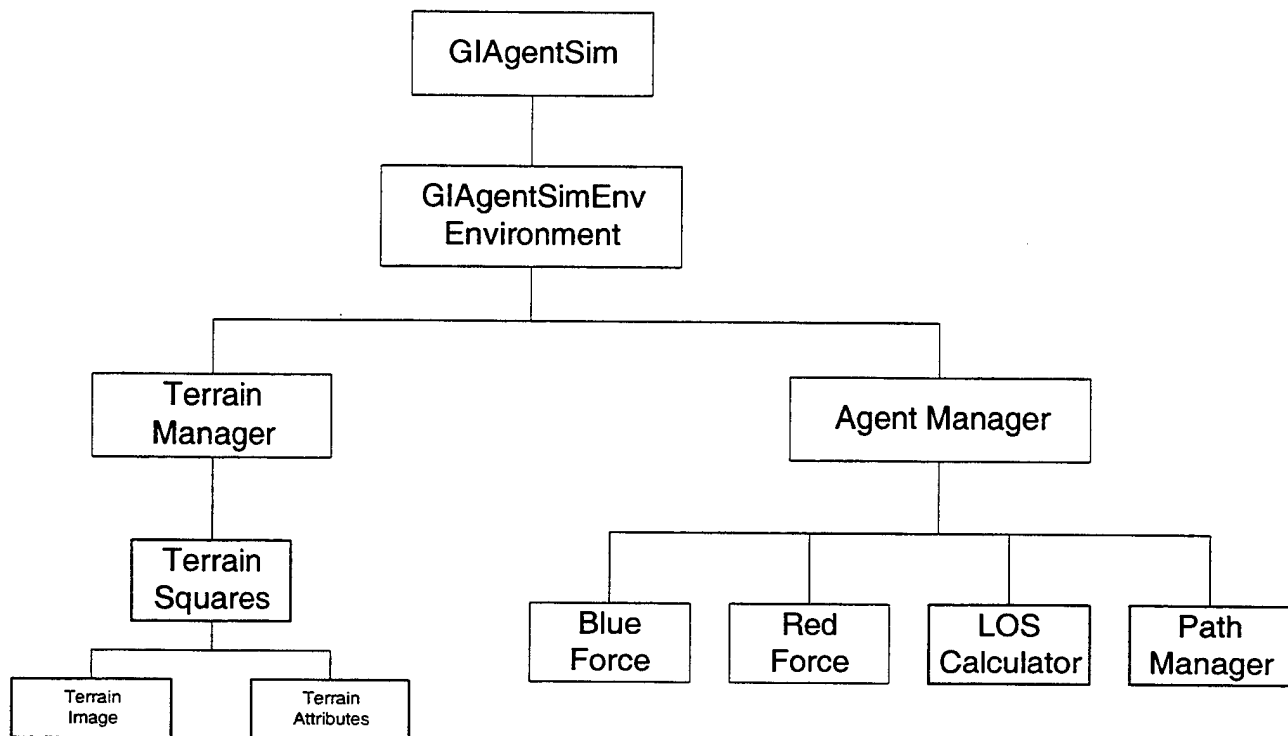 GIAgentSim
GIAgentSimEnv
Environment
Terrain
Manager
Agent Manager
Terrain
Squares
Blue
Force
Red
Force
LOS
Calculator
Path
Manager
Terrain
Image
Terrain
Attributes